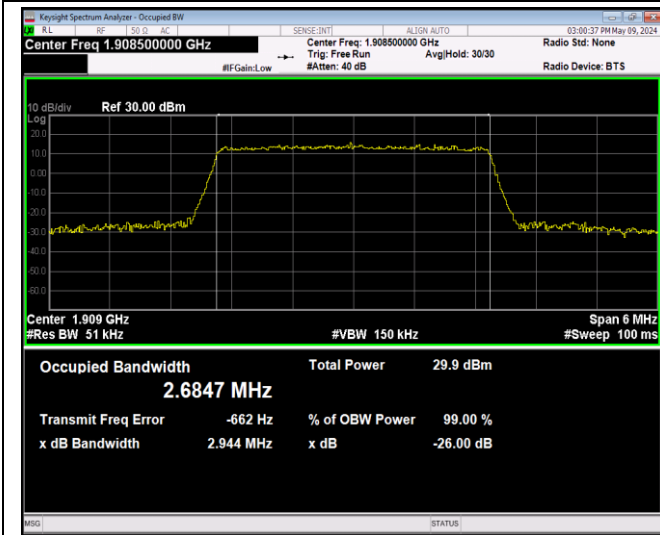 Keysight Spectrum Analyzer - Occupied BW
RL RF 50 Ω AC SENSE:INT ALIGN AUTO 03:00:37 PM May 09, 2024
Center Freq 1.908500000 GHz Center Freq: 1.908500000 GHz Radio Std: None
Trig: Free Run Avg|Hold: 30/30
#IFGain:Low #Atten: 40 dB Radio Device: BTS
10 dB/div Ref 30.00 dBm
Log
20.0
10.0
0.00
-10.0
-20.0
-30.0
-40.0
-50.0
-60.0
Center 1.909 GHz Span 6 MHz
#Res BW 51 kHz #VBW 150 kHz #Sweep 100 ms
Occupied Bandwidth Total Power 29.9 dBm
2.6847 MHz
Transmit Freq Error -662 Hz % of OBW Power 99.00 %
x dB Bandwidth 2.944 MHz x dB -26.00 dB
MSG STATUS